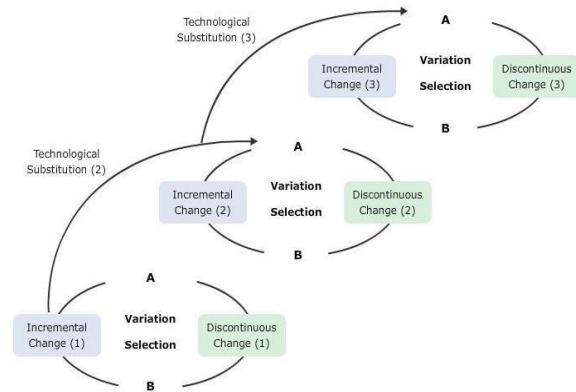 Technological
Substitution (3)
A
Incremental
Change (3)
Variation
Selection
Discontinuous
Change (3)
B
Technological
Substitution (2)
A
Incremental
Change (2)
Variation
Selection
Discontinuous
Change (2)
B
A
Incremental
Change (1)
Variation
Selection
Discontinuous
Change (1)
B